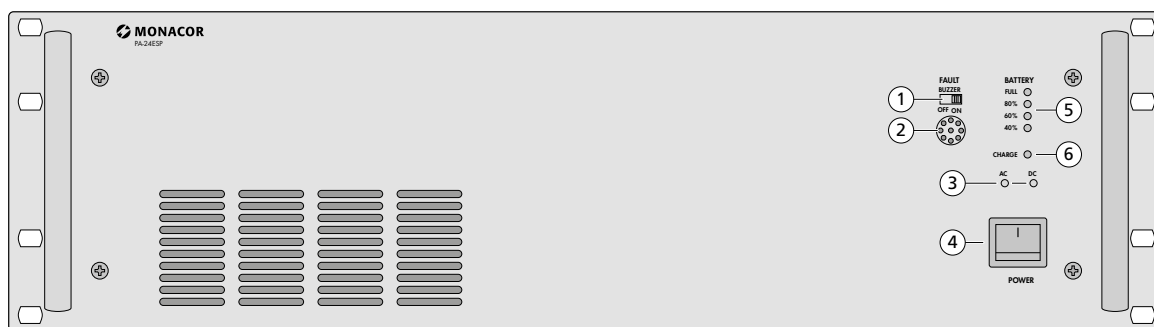 MONACOR
PA-24ESP
FAULT
BUZZER
OFF ON
BATTERY
FULL
80%
60%
40%
CHARGE
AC DC
POWER
1
2
3
4
5
6